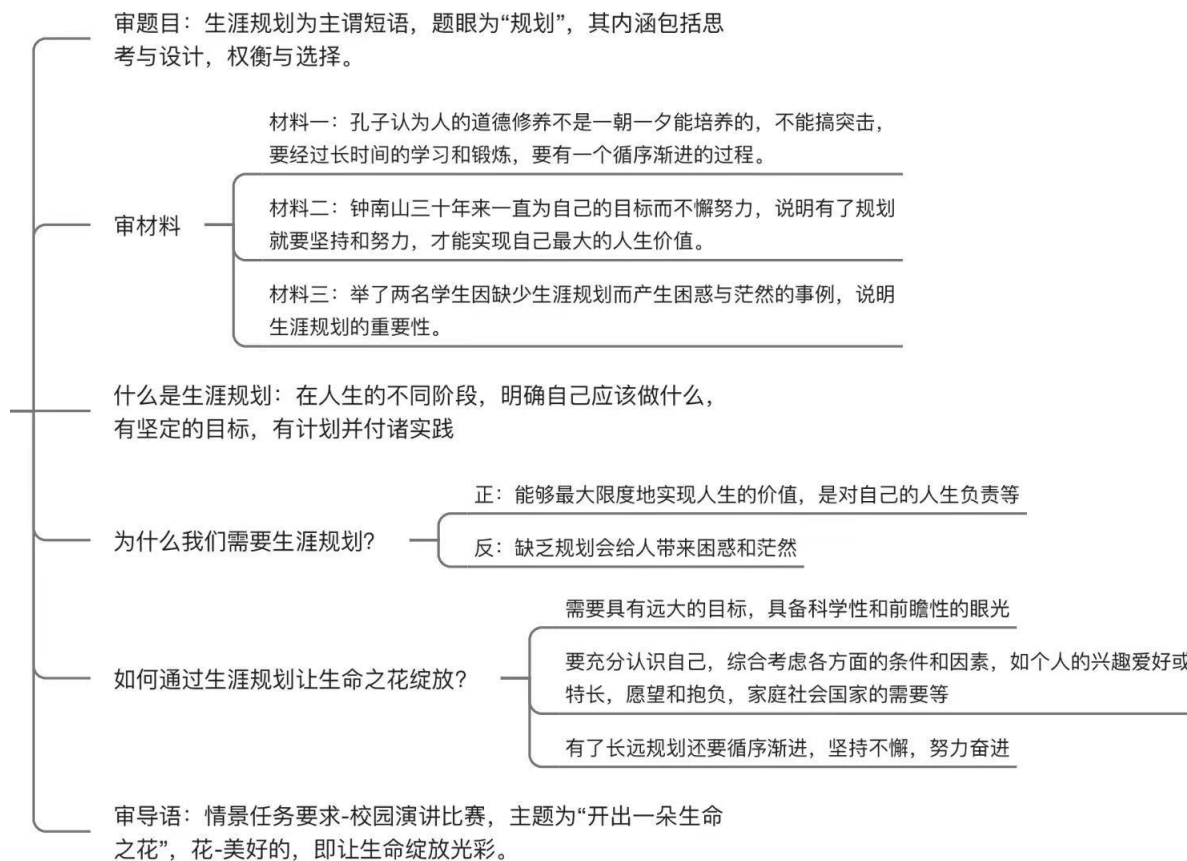 审题目：生涯规划为主谓短语，题眼为“规划”，其内涵包括思
考与设计，权衡与选择。
审材料
材料一：孔子认为人的道德修养不是一朝一夕能培养的，不能搞突击，
要经过长时间的学习和锻炼，要有一个循序渐进的过程。
材料二：钟南山三十年来一直为自己的目标而不懈努力，说明有了规划
就要坚持和努力，才能实现自己最大的人生价值。
材料三：举了两名学生因缺少生涯规划而产生困惑与茫然的事例，说明
生涯规划的重要性。
什么是生涯规划：在人生的不同阶段，明确自己应该做什么，
有坚定的目标，有计划并付诸实践
为什么我们需要生涯规划?
正：能够最大限度地实现人生的价值，是对自己的人生负责等
反：缺乏规划会给人带来困惑和茫然
如何通过生涯规划让生命之花绽放?
需要具有远大的目标，具备科学性和前瞻性的眼光
要充分认识自己，综合考虑各方面的条件和因素，如个人的兴趣爱好或
特长，愿望和抱负，家庭社会国家的需要等
有了长远规划还要循序渐进，坚持不懈，努力奋进
审导语：情景任务要求-校园演讲比赛，主题为“开出一朵生命
之花”，花-美好的，即让生命绽放光彩。